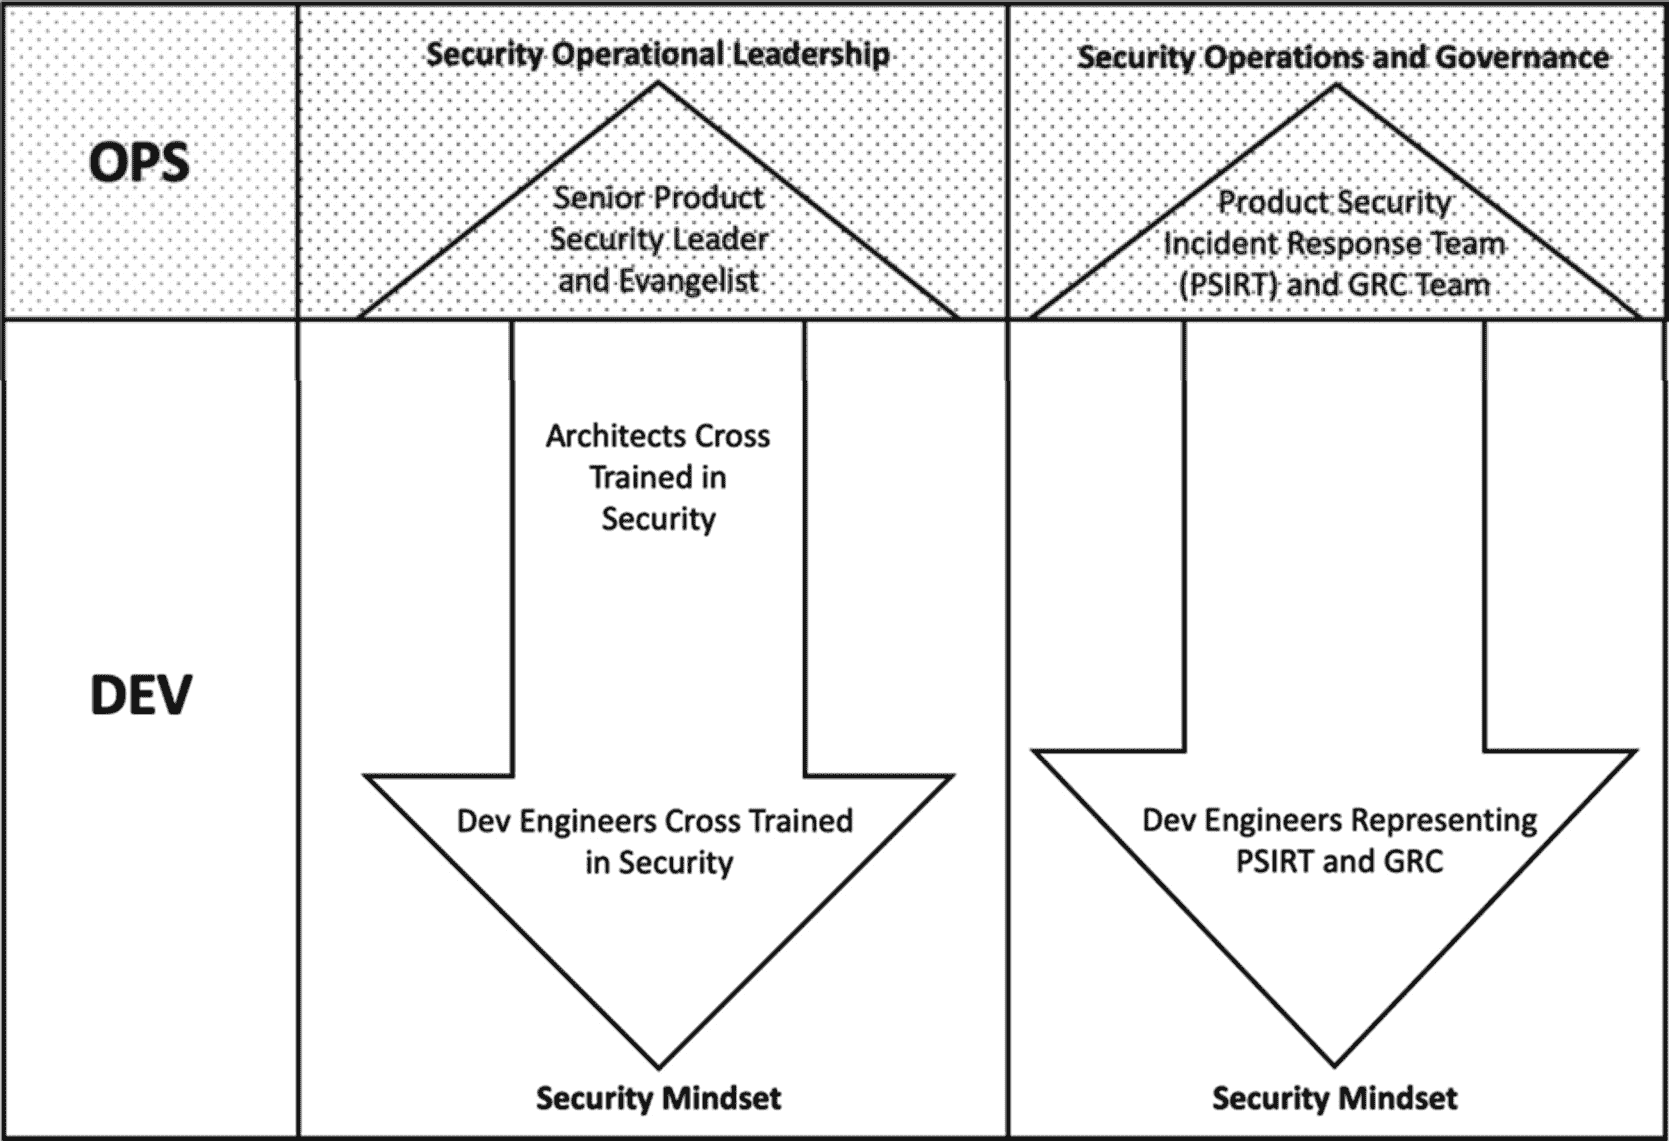 OPS
Security Operational Leadership
Senior Product
Security Leader
and Evangelist
Security Operations and Governance
Product Security
Incident Response Team
(PSIRT) and GRC Team
DEV
Architects Cross
Trained in
Security
Dev Engineers Cross Trained
in Security
Security Mindset
Dev Engineers Representing
PSIRT and GRC
Security Mindset